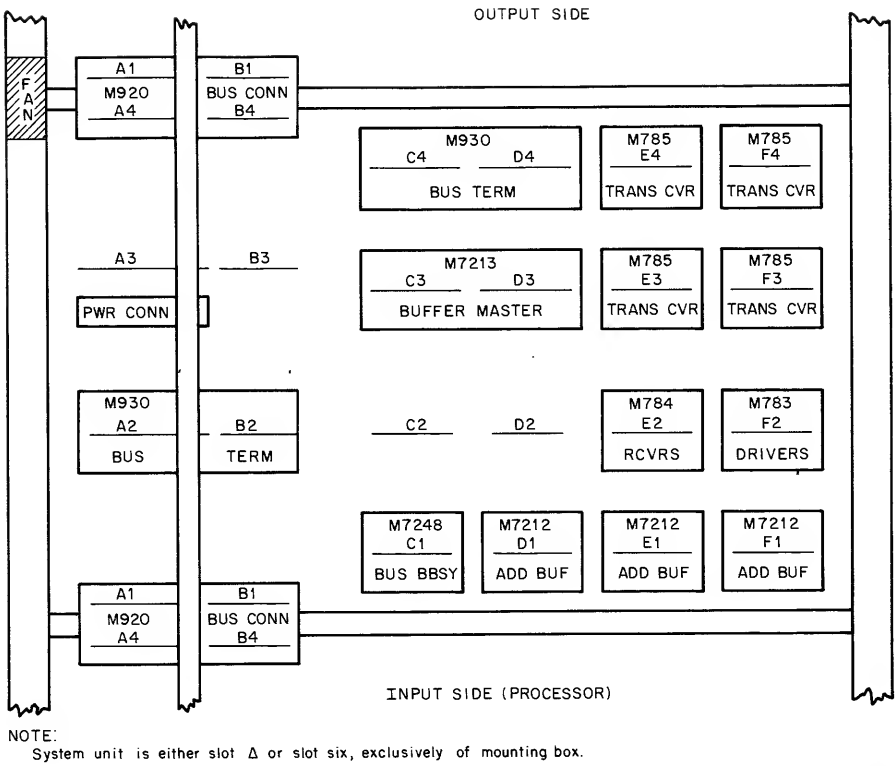 OUTPUT SIDE
FAN
A1 B1
M920 BUS CONN
A4 B4
M930 M785 M785
C4 D4 E4 F4
BUS TERM TRANS CVR TRANS CVR
A3 B3
M7213 M785 M785
C3 D3 E3 F3
PWR CONN BUFFER MASTER TRANS CVR TRANS CVR
M930 M784 M783
A2 B2 C2 D2 E2 F2
BUS TERM RCVRS DRIVERS
M7248 M7212 M7212 M7212
C1 D1 E1 F1
BUS BBSY ADD BUF ADD BUF ADD BUF
A1 B1
M920 BUS CONN
A4 B4
INPUT SIDE (PROCESSOR)
NOTE:
System unit is either slot Δ or slot six, exclusively of mounting box.